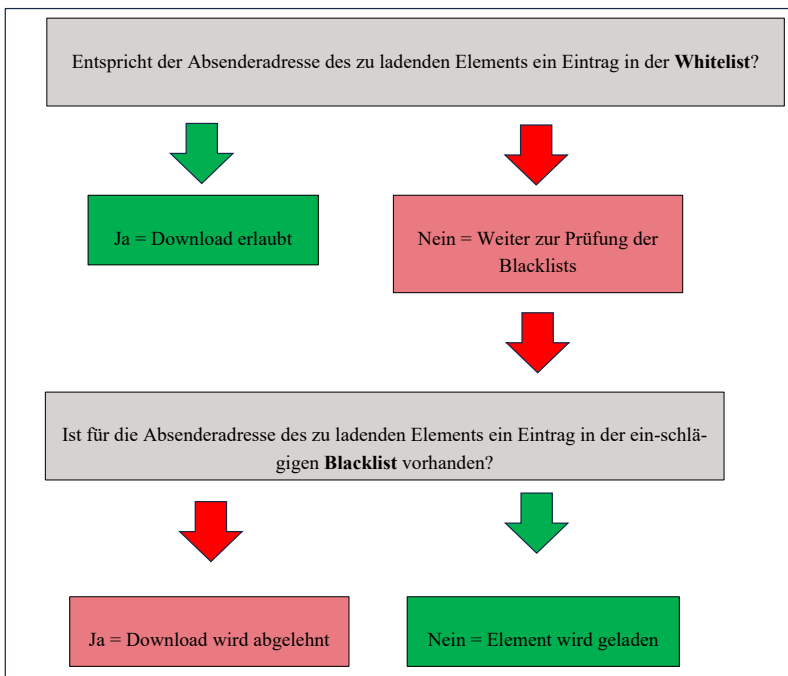 Entspricht der Absenderadresse des zu ladenden Elements ein Eintrag in der Whitelist?
Ja = Download erlaubt
Nein = Weiter zur Prüfung der
Blacklists
Ist für die Absenderadresse des zu ladenden Elements ein Eintrag in der ein-schlä-
gigen Blacklist vorhanden?
Ja = Download wird abgelehnt
Nein = Element wird geladen